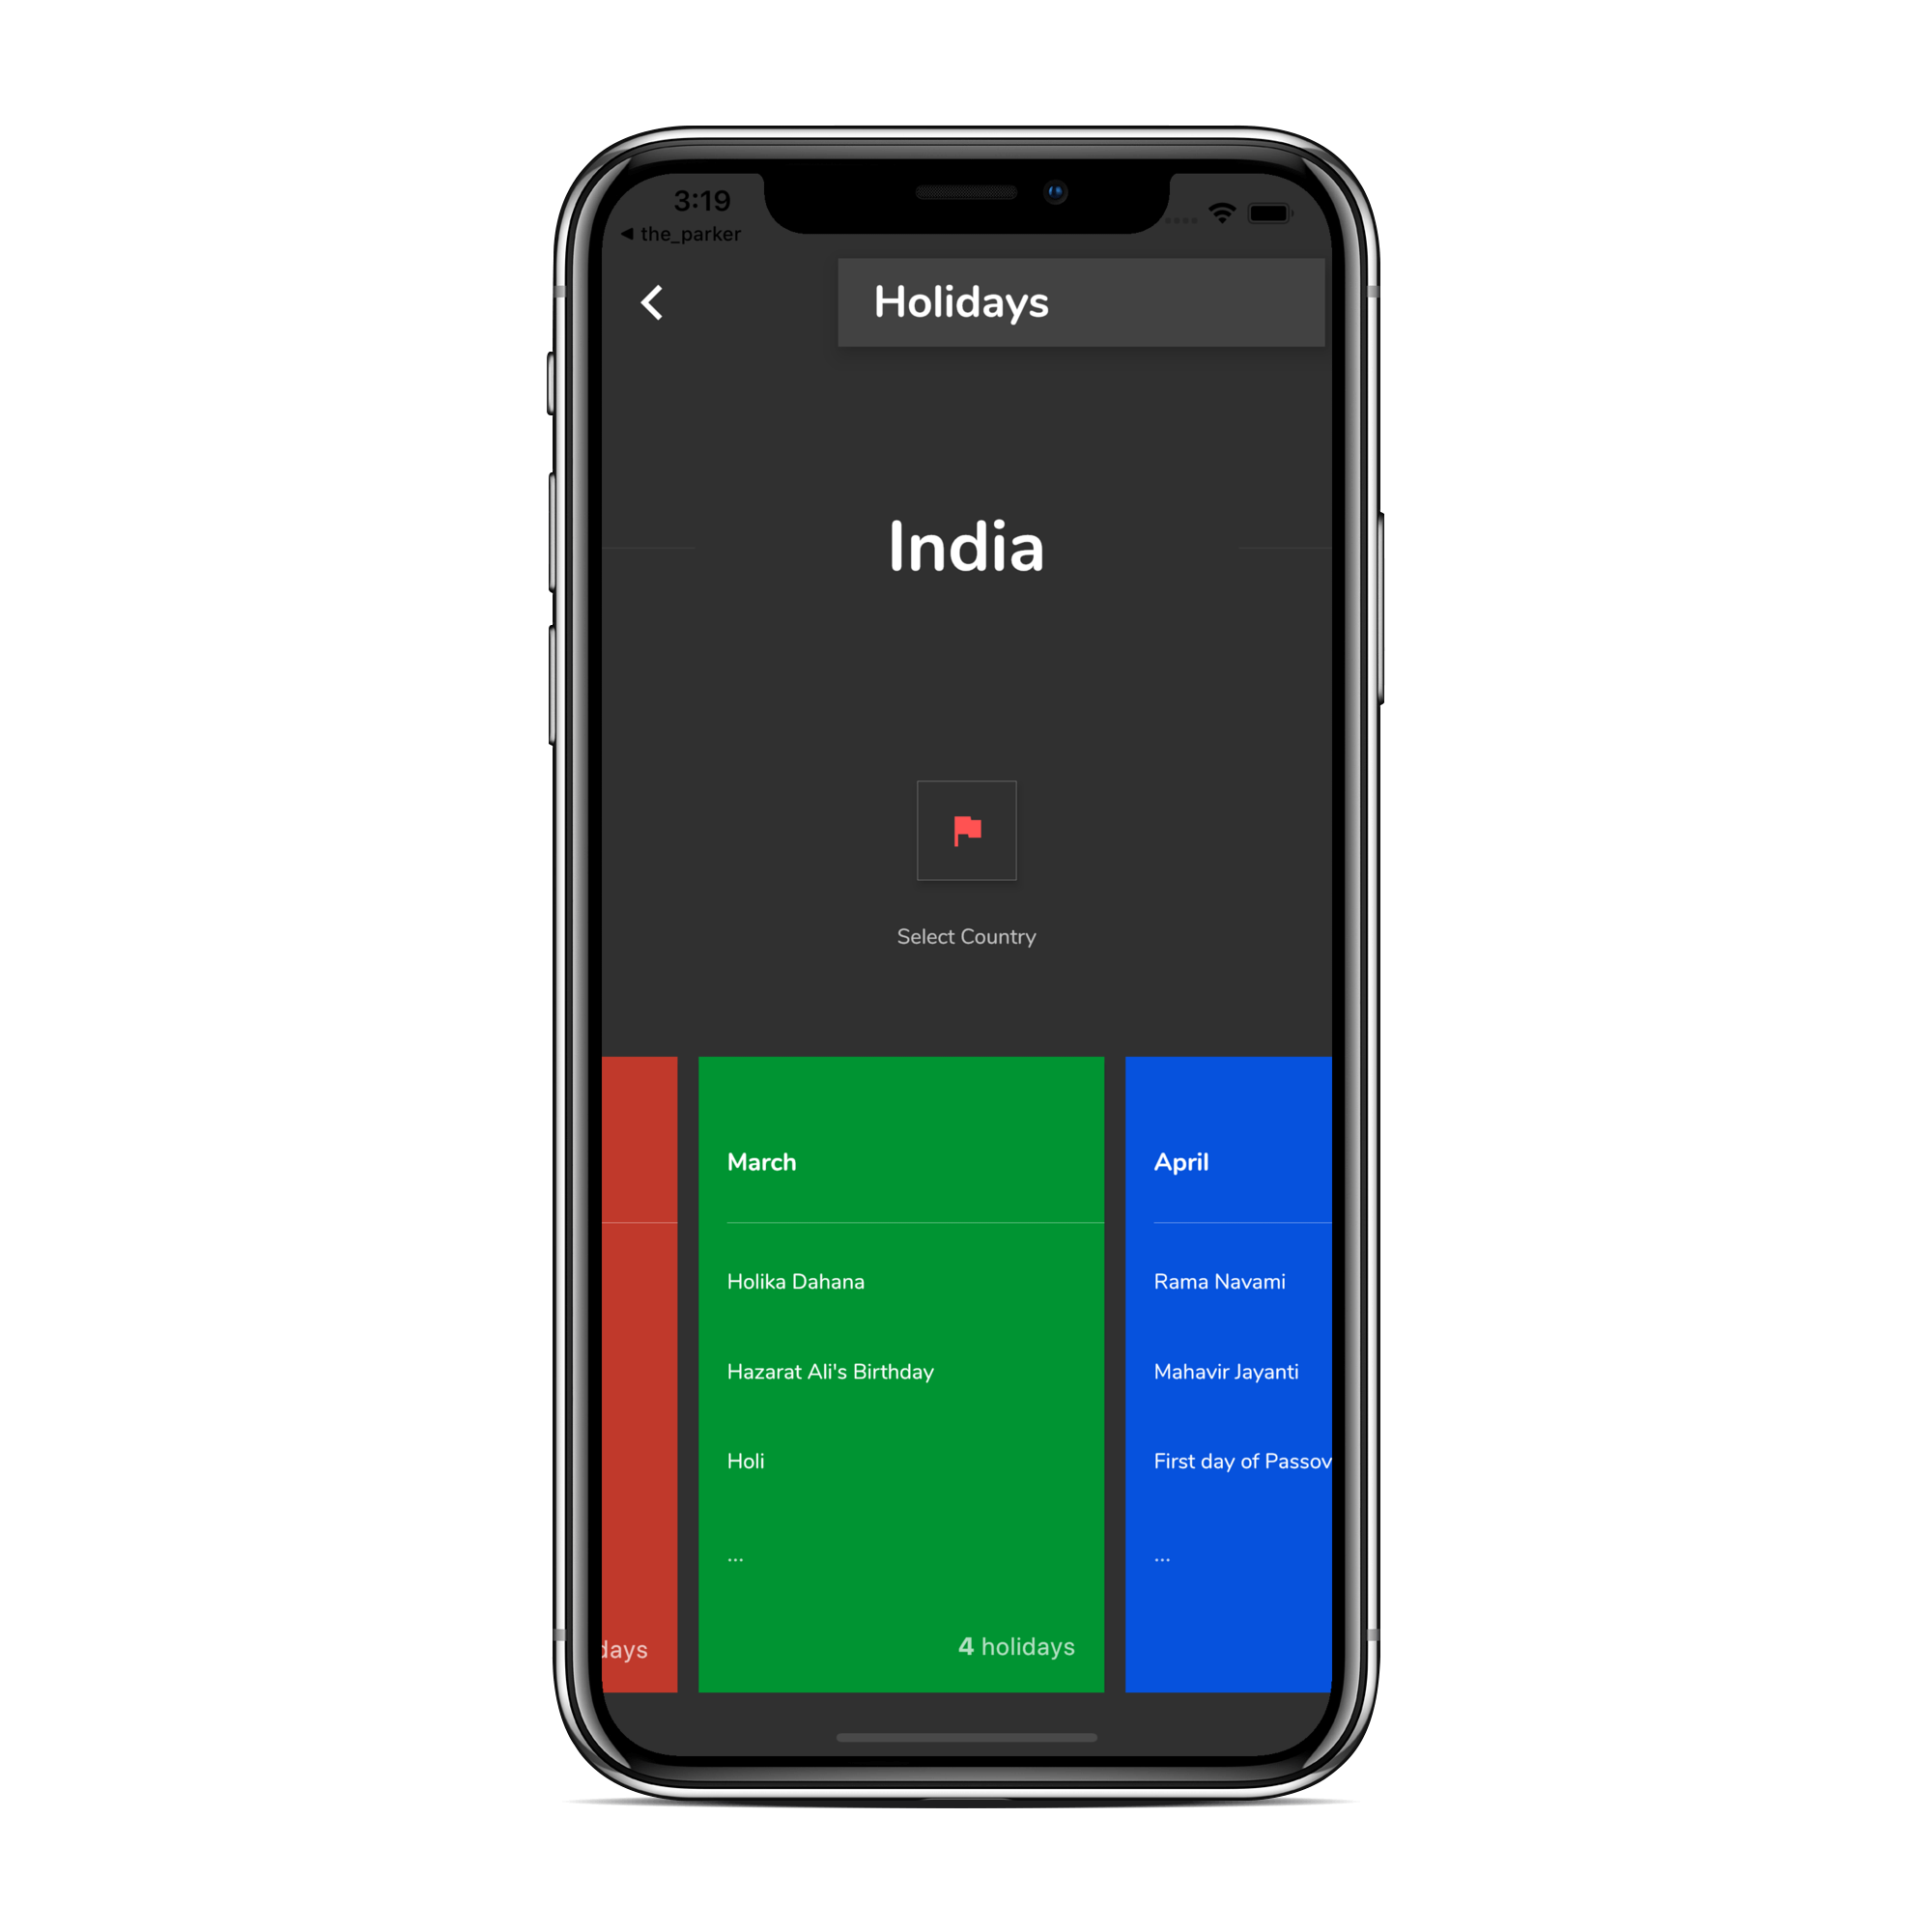 3:19
◀ the_parker
Holidays
India
Select Country
March
Holika Dahana
Hazarat Ali's Birthday
Holi
...
4 holidays
April
Rama Navami
Mahavir Jayanti
First day of Passov
...
days